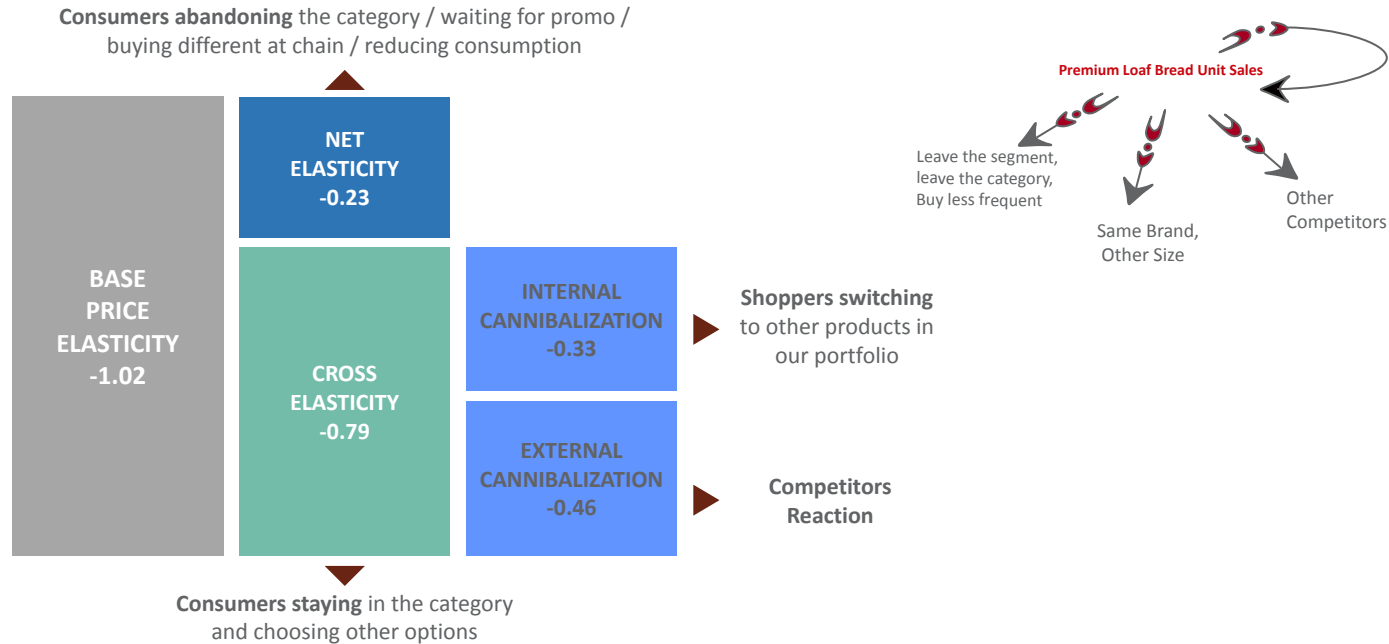 Consumers abandoning the category / waiting for promo /
buying different at chain / reducing consumption
BASE
PRICE
ELASTICITY
-1.02
NET
ELASTICITY
-0.23
CROSS
ELASTICITY
-0.79
INTERNAL
CANNIBALIZATION
-0.33
EXTERNAL
CANNIBALIZATION
-0.46
Shoppers switching
to other products in
our portfolio
Competitors
Reaction
Consumers staying in the category
and choosing other options
Premium Loaf Bread Unit Sales
Leave the segment,
leave the category,
Buy less frequent
Same Brand,
Other Size
Other
Competitors